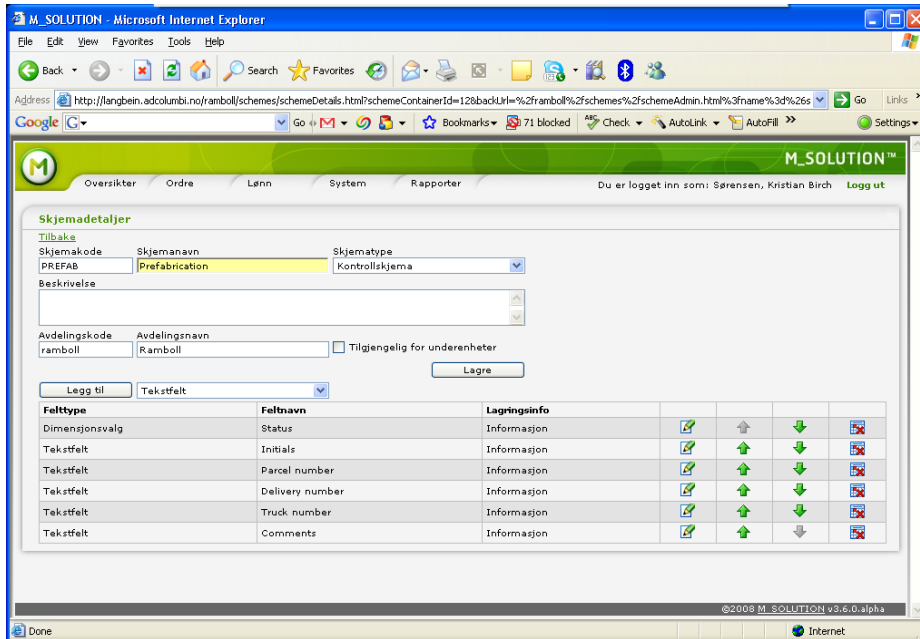 M_SOLUTION - Microsoft Internet Explorer
File Edit View Favorites Tools Help
Back Search Favorites
Address http://langbein.adcolumbi.no/ramboll/schemes/schemeDetails.html?schemeContainerId=128&backUrl=%2framboll%2fschemes%2fschemeAdmin.html%3fname%3d%26s Go Links »
Google G Go Bookmarks 71 blocked ABC Check AutoLink AutoFill » Settings
M M_SOLUTION™
Oversikter Ordre Lønn System Rapporter Du er logget inn som: Sørensen, Kristian Birch Logg ut
Skjemadetaljer
Tilbake
Skjemakode Skjemanavn Skjematype
PREFAB Prefabrication Kontrollskjema
Beskrivelse
Avdelingskode Avdelingsnavn
ramboll Ramboll Tilgjengelig for underenheter
Lagre
Legg til Tekstfelt
Felttype Feltnavn Lagringsinfo
Dimensjonsvalg Status Informasjon
Tekstfelt Initials Informasjon
Tekstfelt Parcel number Informasjon
Tekstfelt Delivery number Informasjon
Tekstfelt Truck number Informasjon
Tekstfelt Comments Informasjon
©2008 M_SOLUTION v3.6.0.alpha
Done Internet